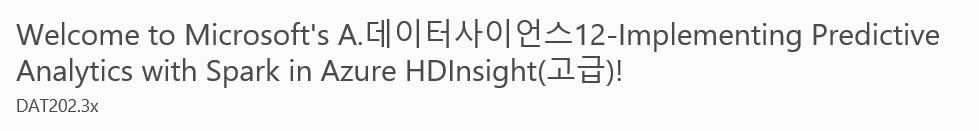 Welcome to Microsoft's A.데이터사이언스12-Implementing Predictive
Analytics with Spark in Azure HDInsight(고급)!
DAT202.3x